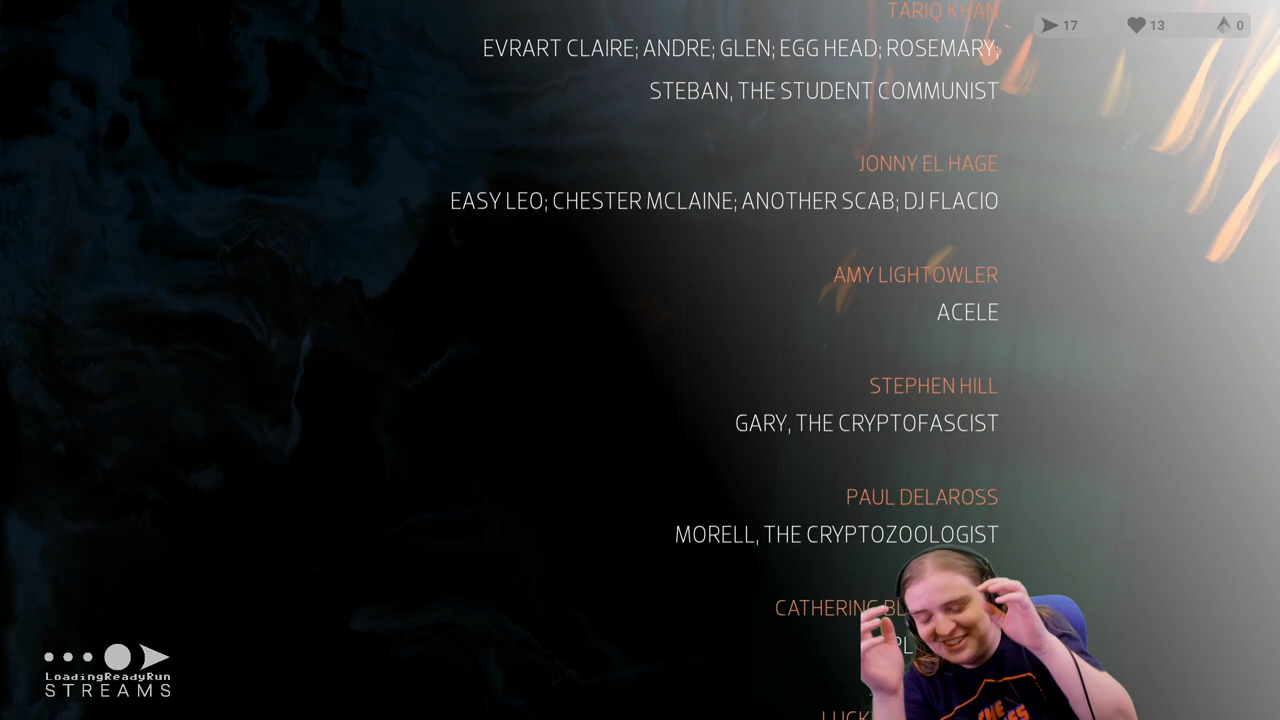 TARIQ KHAN
17 13 0
EVRART CLAIRE; ANDRE; GLEN; EGG HEAD; ROSEMARY;
STEBAN, THE STUDENT COMMUNIST
JONNY EL HAGE
EASY LEO; CHESTER MCLAINE; ANOTHER SCAB; DJ FLACIO
AMY LIGHTOWLER
ACELE
STEPHEN HILL
GARY, THE CRYPTOFASCIST
PAUL DELAROSS
MORELL, THE CRYPTOZOOLOGIST
CATHERING
LoadingReadyRun
STREAMS